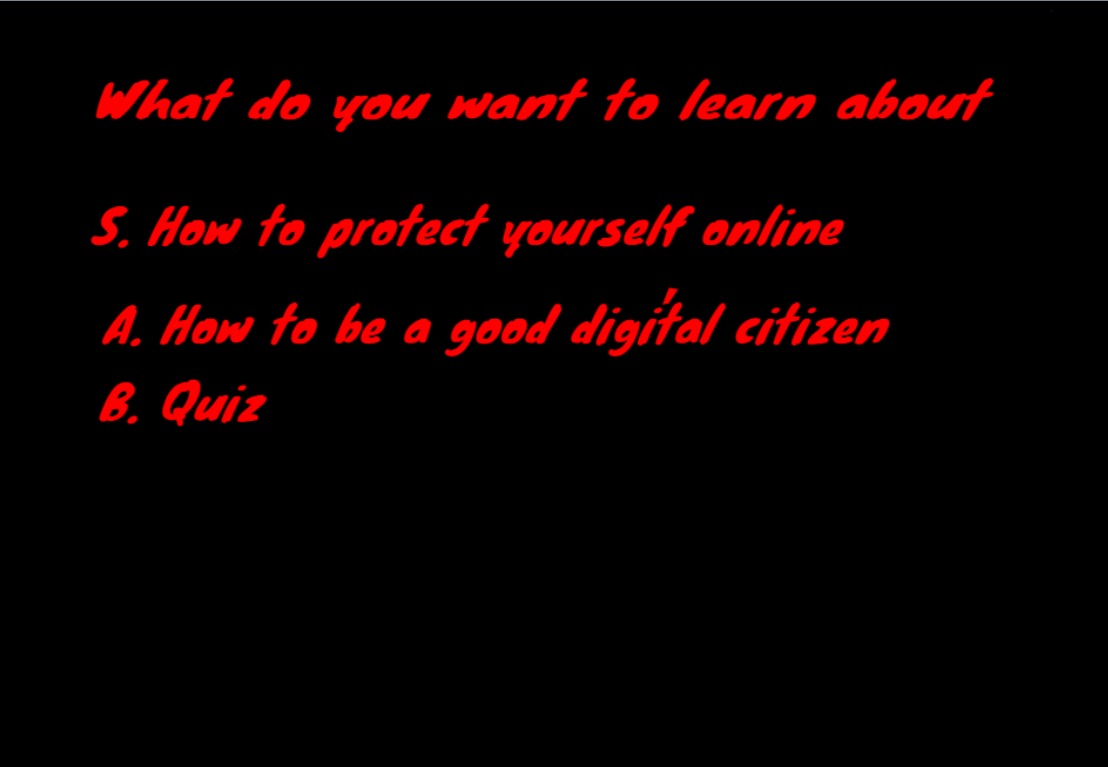 What do you want to learn about
S. How to protect yourself online
A. How to be a good digital citizen
B. Quiz